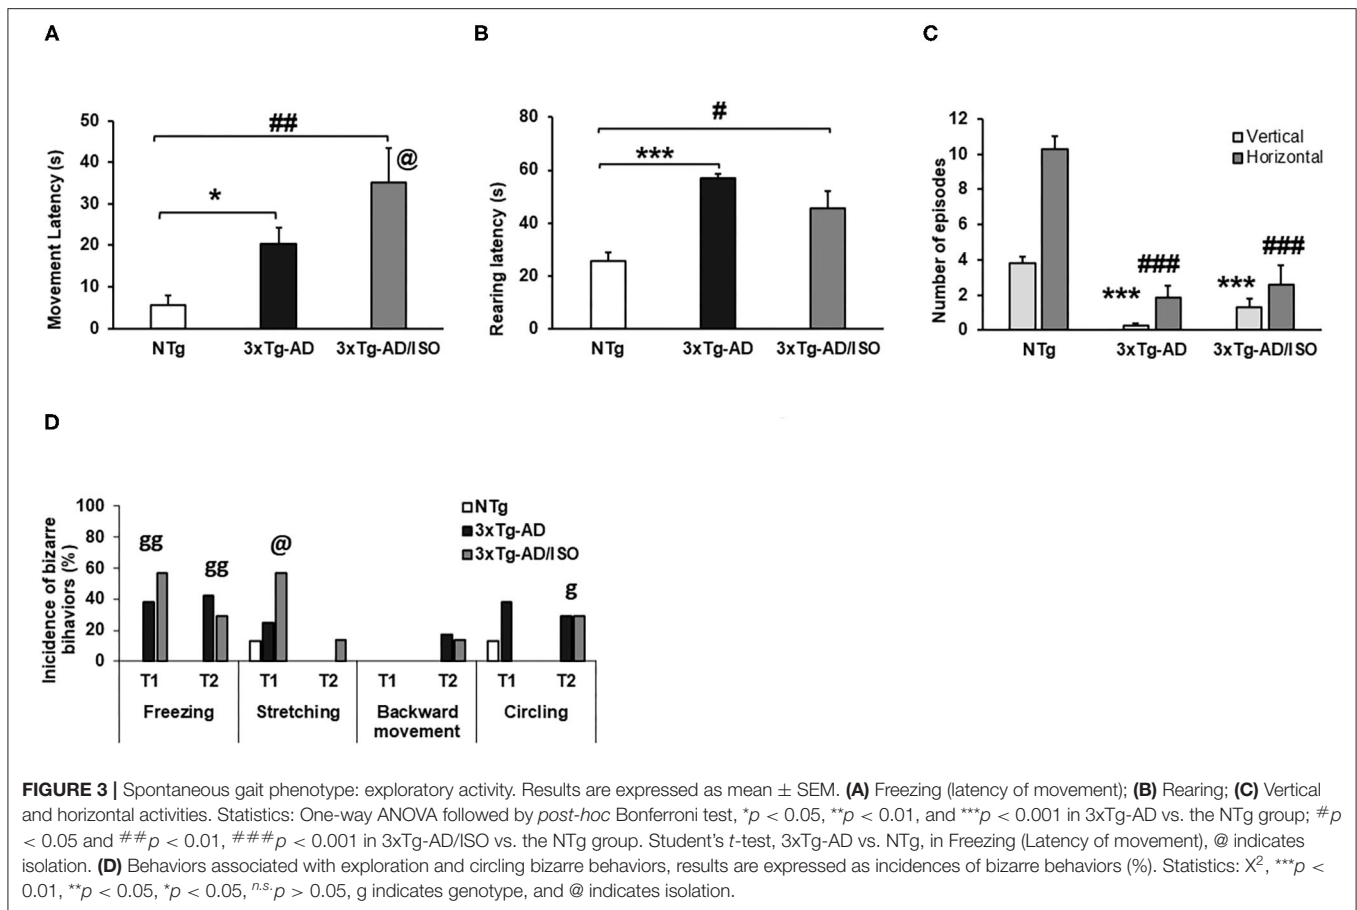 A
B
C
Movement Latency (s)
50
40
30
20
10
0
##
*
@
NTg
3xTg-AD
3xTg-AD/ISO
Rearing latency (s)
80
60
40
20
0
#
***
NTg
3xTg-AD
3xTg-AD/ISO
Number of episodes
12
10
8
6
4
2
0
Vertical
Horizontal
***
###
***
###
NTg
3xTg-AD
3xTg-AD/ISO
D
Inicidence of bizarre
bihaviors (%)
100
80
60
40
20
0
NTg
3xTg-AD
3xTg-AD/ISO
gg
gg
@
g
T1 T2 T1 T2 T1 T2 T1 T2
Freezing Stretching Backward Circling
movement
FIGURE 3 | Spontaneous gait phenotype: exploratory activity. Results are expressed as mean ± SEM. (A) Freezing (latency of movement); (B) Rearing; (C) Vertical
and horizontal activities. Statistics: One-way ANOVA followed by post-hoc Bonferroni test, *p < 0.05, **p < 0.01, and ***p < 0.001 in 3xTg-AD vs. the NTg group; #p
< 0.05 and ##p < 0.01, ###p < 0.001 in 3xTg-AD/ISO vs. the NTg group. Student's t-test, 3xTg-AD vs. NTg, in Freezing (Latency of movement), @ indicates
isolation. (D) Behaviors associated with exploration and circling bizarre behaviors, results are expressed as incidences of bizarre behaviors (%). Statistics: X², ***p <
0.01, **p < 0.05, *p < 0.05, n.s.p > 0.05, g indicates genotype, and @ indicates isolation.